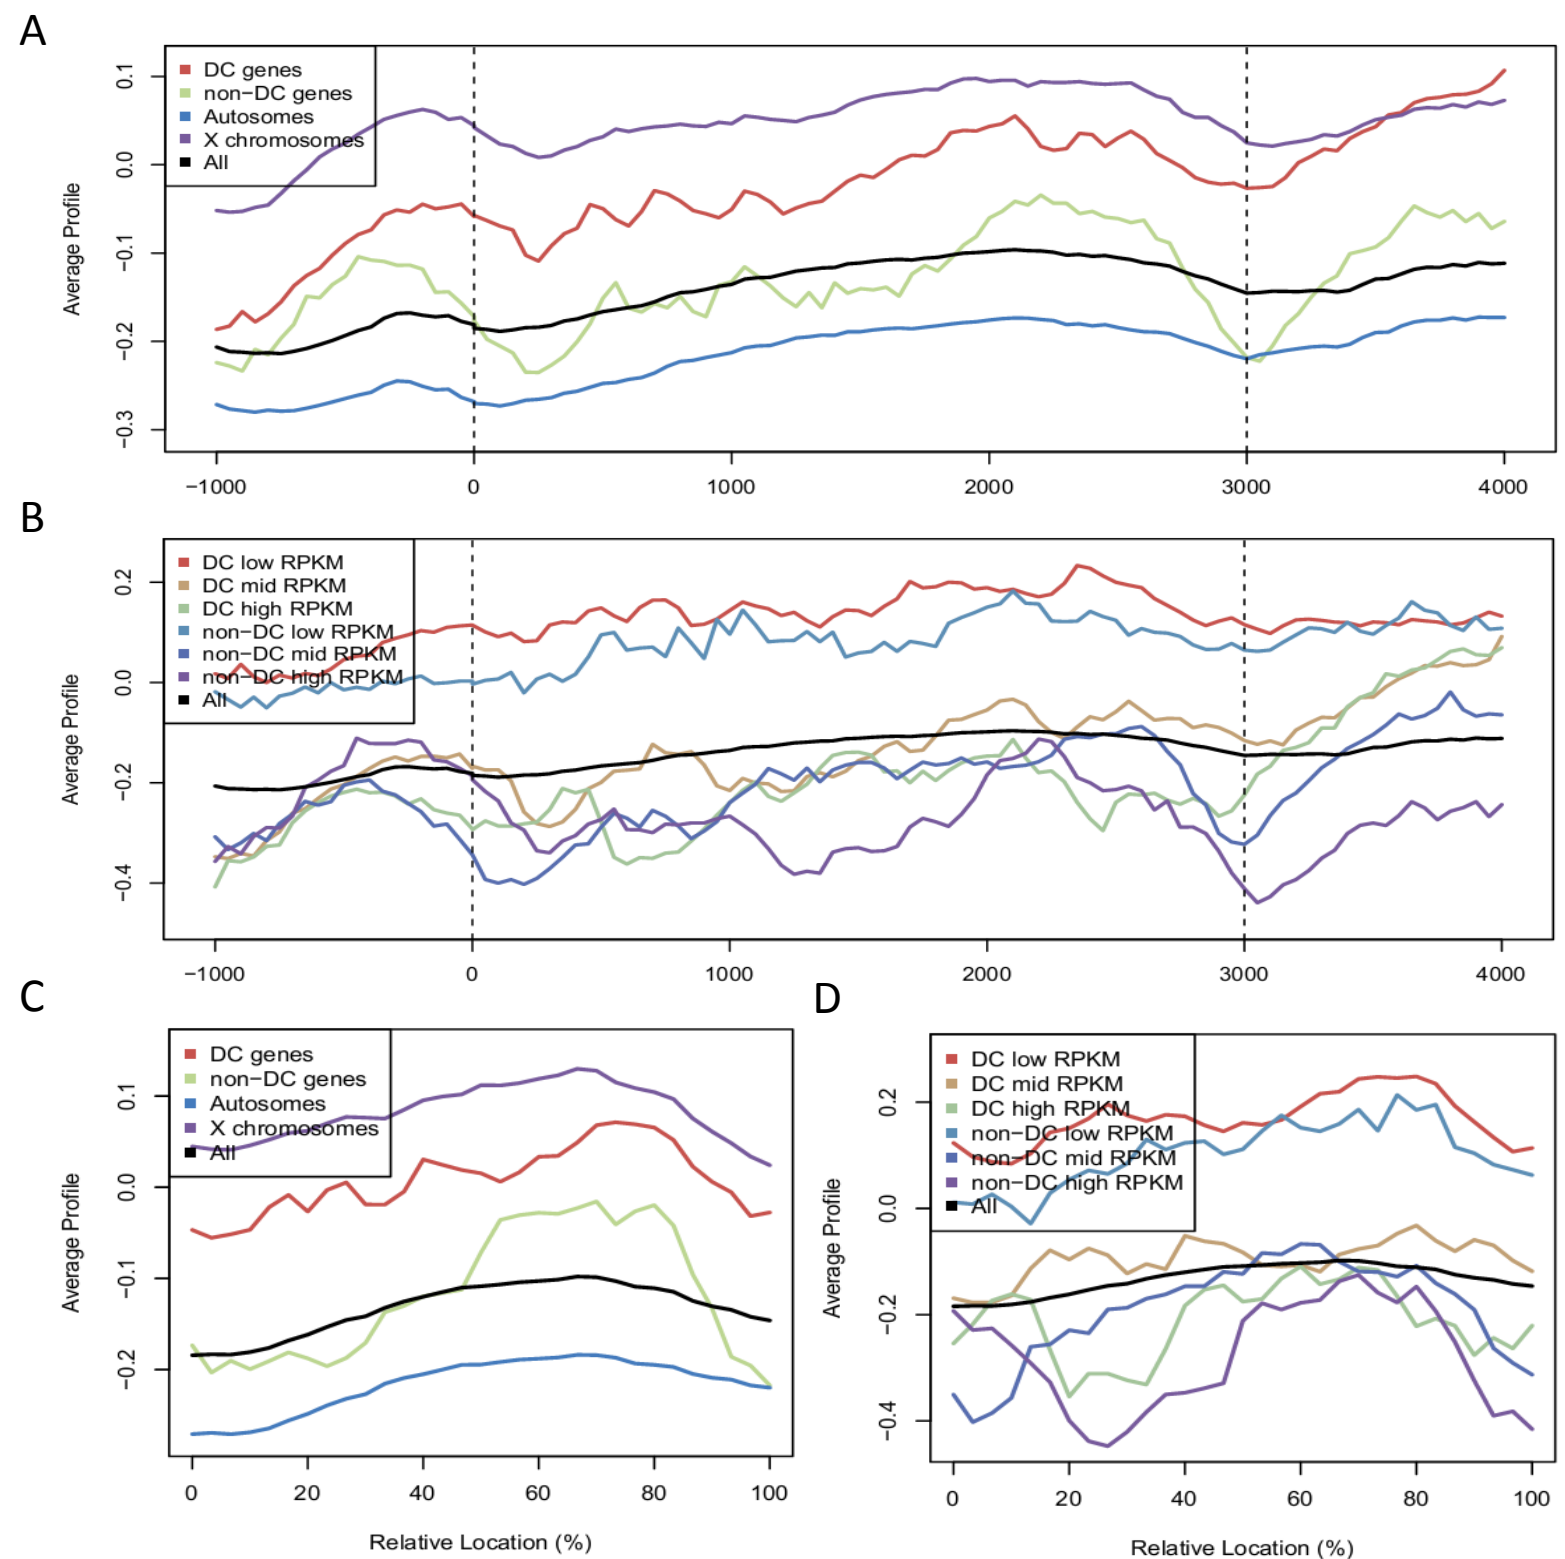 A
DC genes
non−DC genes
Autosomes
X chromosomes
All
Average Profile
0.1
0.0
−0.1
−0.2
−0.3
−1000 0 1000 2000 3000 4000
B
DC low RPKM
DC mid RPKM
DC high RPKM
non−DC low RPKM
non−DC mid RPKM
non−DC high RPKM
All
Average Profile
0.2
0.0
−0.2
−0.4
−1000 0 1000 2000 3000 4000
C
DC genes
non−DC genes
Autosomes
X chromosomes
All
Average Profile
0.1
0.0
−0.1
−0.2
0 20 40 60 80 100
Relative Location (%)
D
DC low RPKM
DC mid RPKM
DC high RPKM
non−DC low RPKM
non−DC mid RPKM
non−DC high RPKM
All
Average Profile
0.2
0.0
−0.2
−0.4
0 20 40 60 80 100
Relative Location (%)